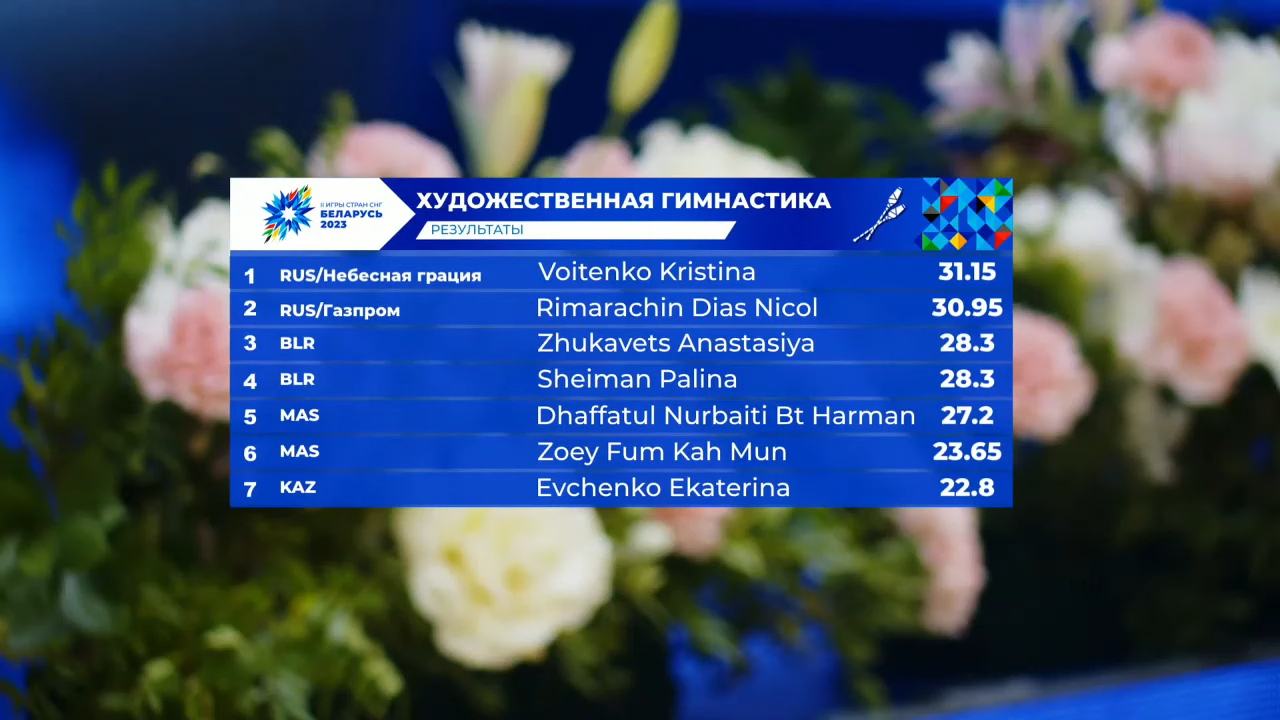 II ИГРЫ СТРАН СНГ
БЕЛАРУСЬ
2023
ХУДОЖЕСТВЕННАЯ ГИМНАСТИКА
РЕЗУЛЬТАТЫ
1 RUS/Небесная грация Voitenko Kristina 31.15
2 RUS/Газпром Rimarachin Dias Nicol 30.95
3 BLR Zhukavets Anastasiya 28.3
4 BLR Sheiman Palina 28.3
5 MAS Dhaffatul Nurbaiti Bt Harman 27.2
6 MAS Zoey Fum Kah Mun 23.65
7 KAZ Evchenko Ekaterina 22.8